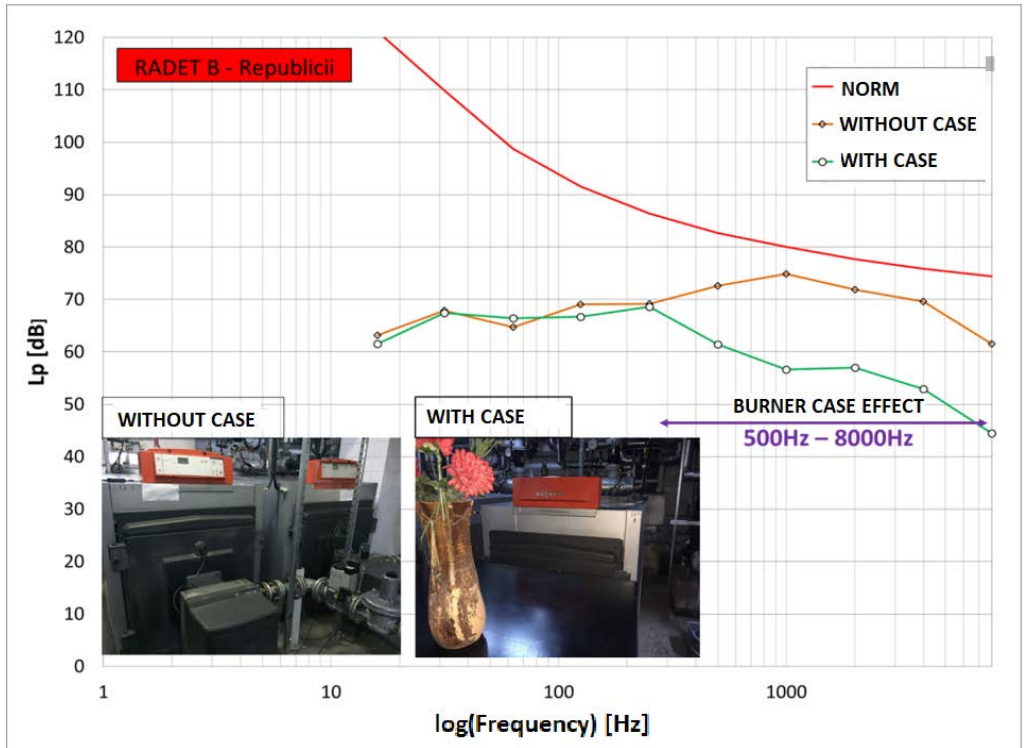 120
110
100
90
80
70
60
50
40
30
20
10
0
Lp [dB]
RADET B - Republicii
NORM
WITHOUT CASE
WITH CASE
WITHOUT CASE
WITH CASE
BURNER CASE EFFECT
500Hz – 8000Hz
1
10
100
1000
log(Frequency) [Hz]